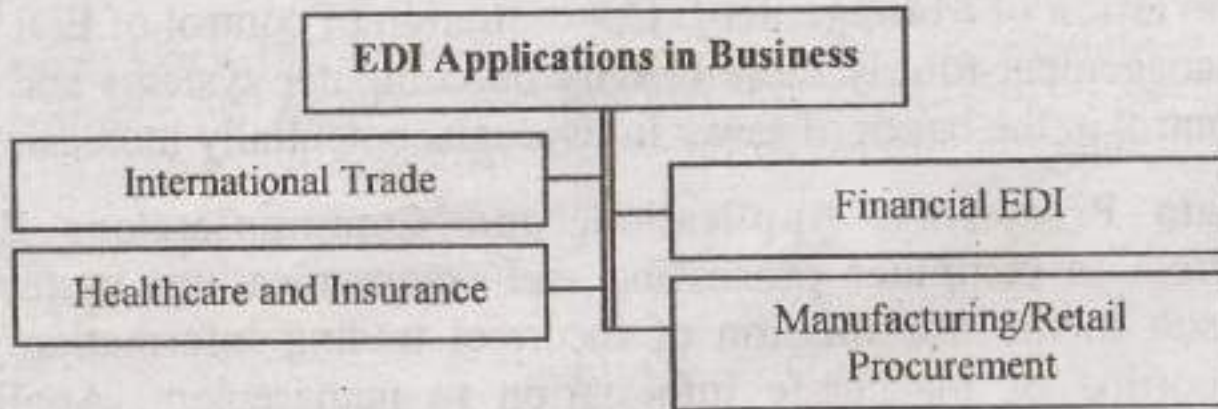 EDI Applications in Business
International Trade
Financial EDI
Healthcare and Insurance
Manufacturing/Retail
Procurement